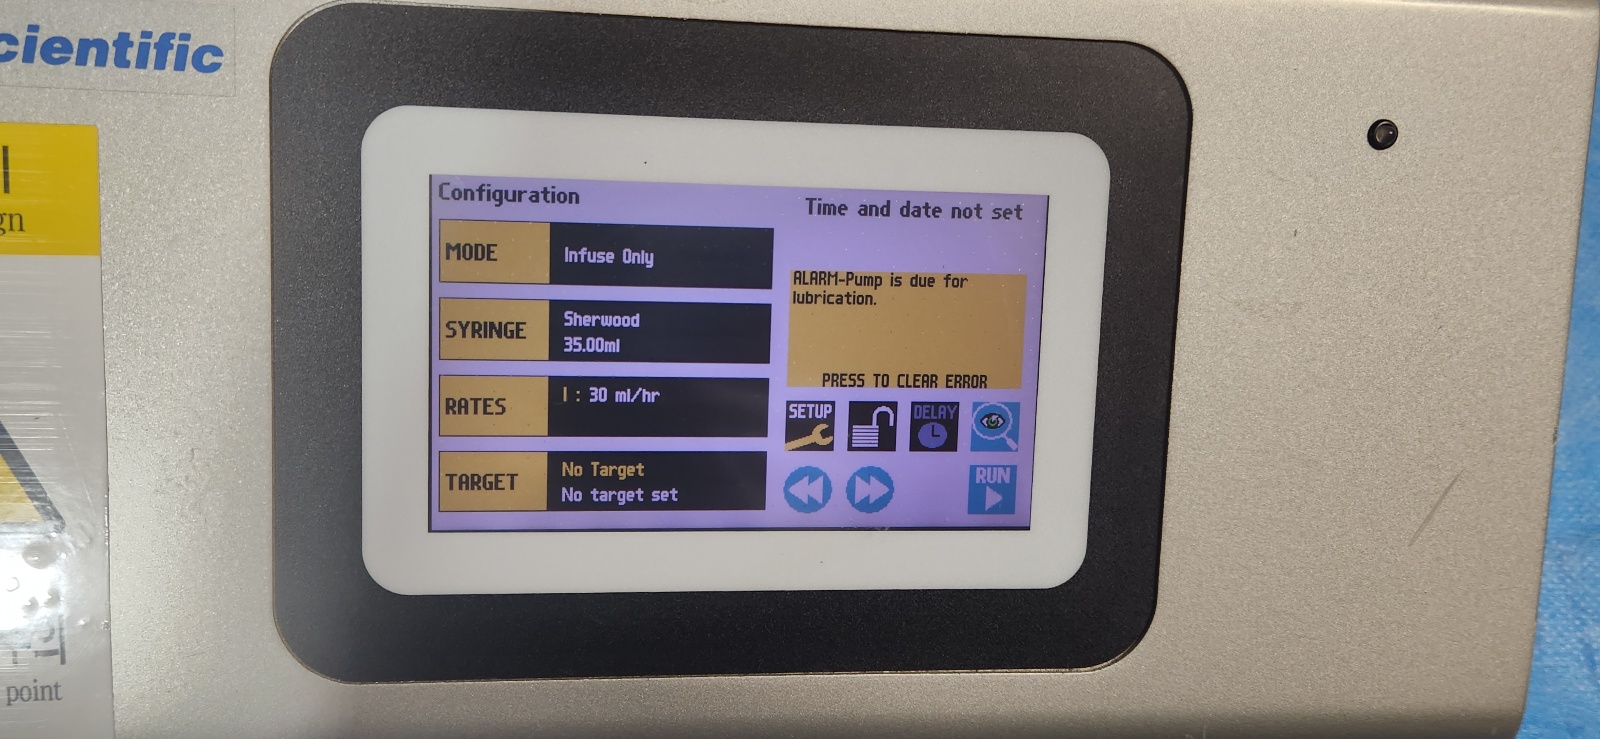 cientific
gn
point
Configuration
Time and date not set
MODE
Infuse Only
SYRINGE
Sherwood
35.00ml
RATES
I : 30 ml/hr
TARGET
No Target
No target set
ALARM-Pump is due for
lubrication.
PRESS TO CLEAR ERROR
SETUP
DELAY
RUN